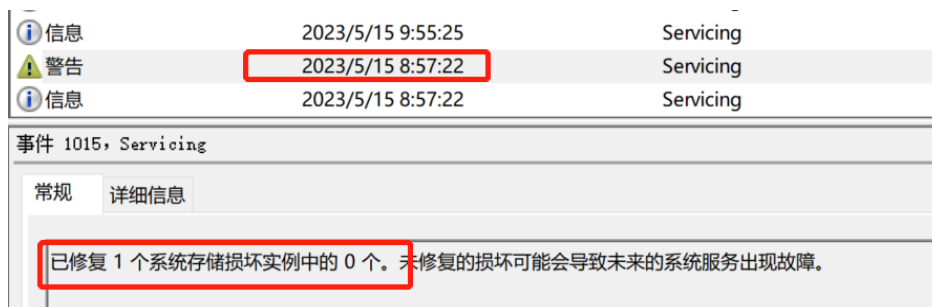 信息 2023/5/15 9:55:25 Servicing
警告 2023/5/15 8:57:22 Servicing
信息 2023/5/15 8:57:22 Servicing
事件 1015，Servicing
常规 详细信息
已修复 1 个系统存储损坏实例中的 0 个。未修复的损坏可能会导致未来的系统服务出现故障。